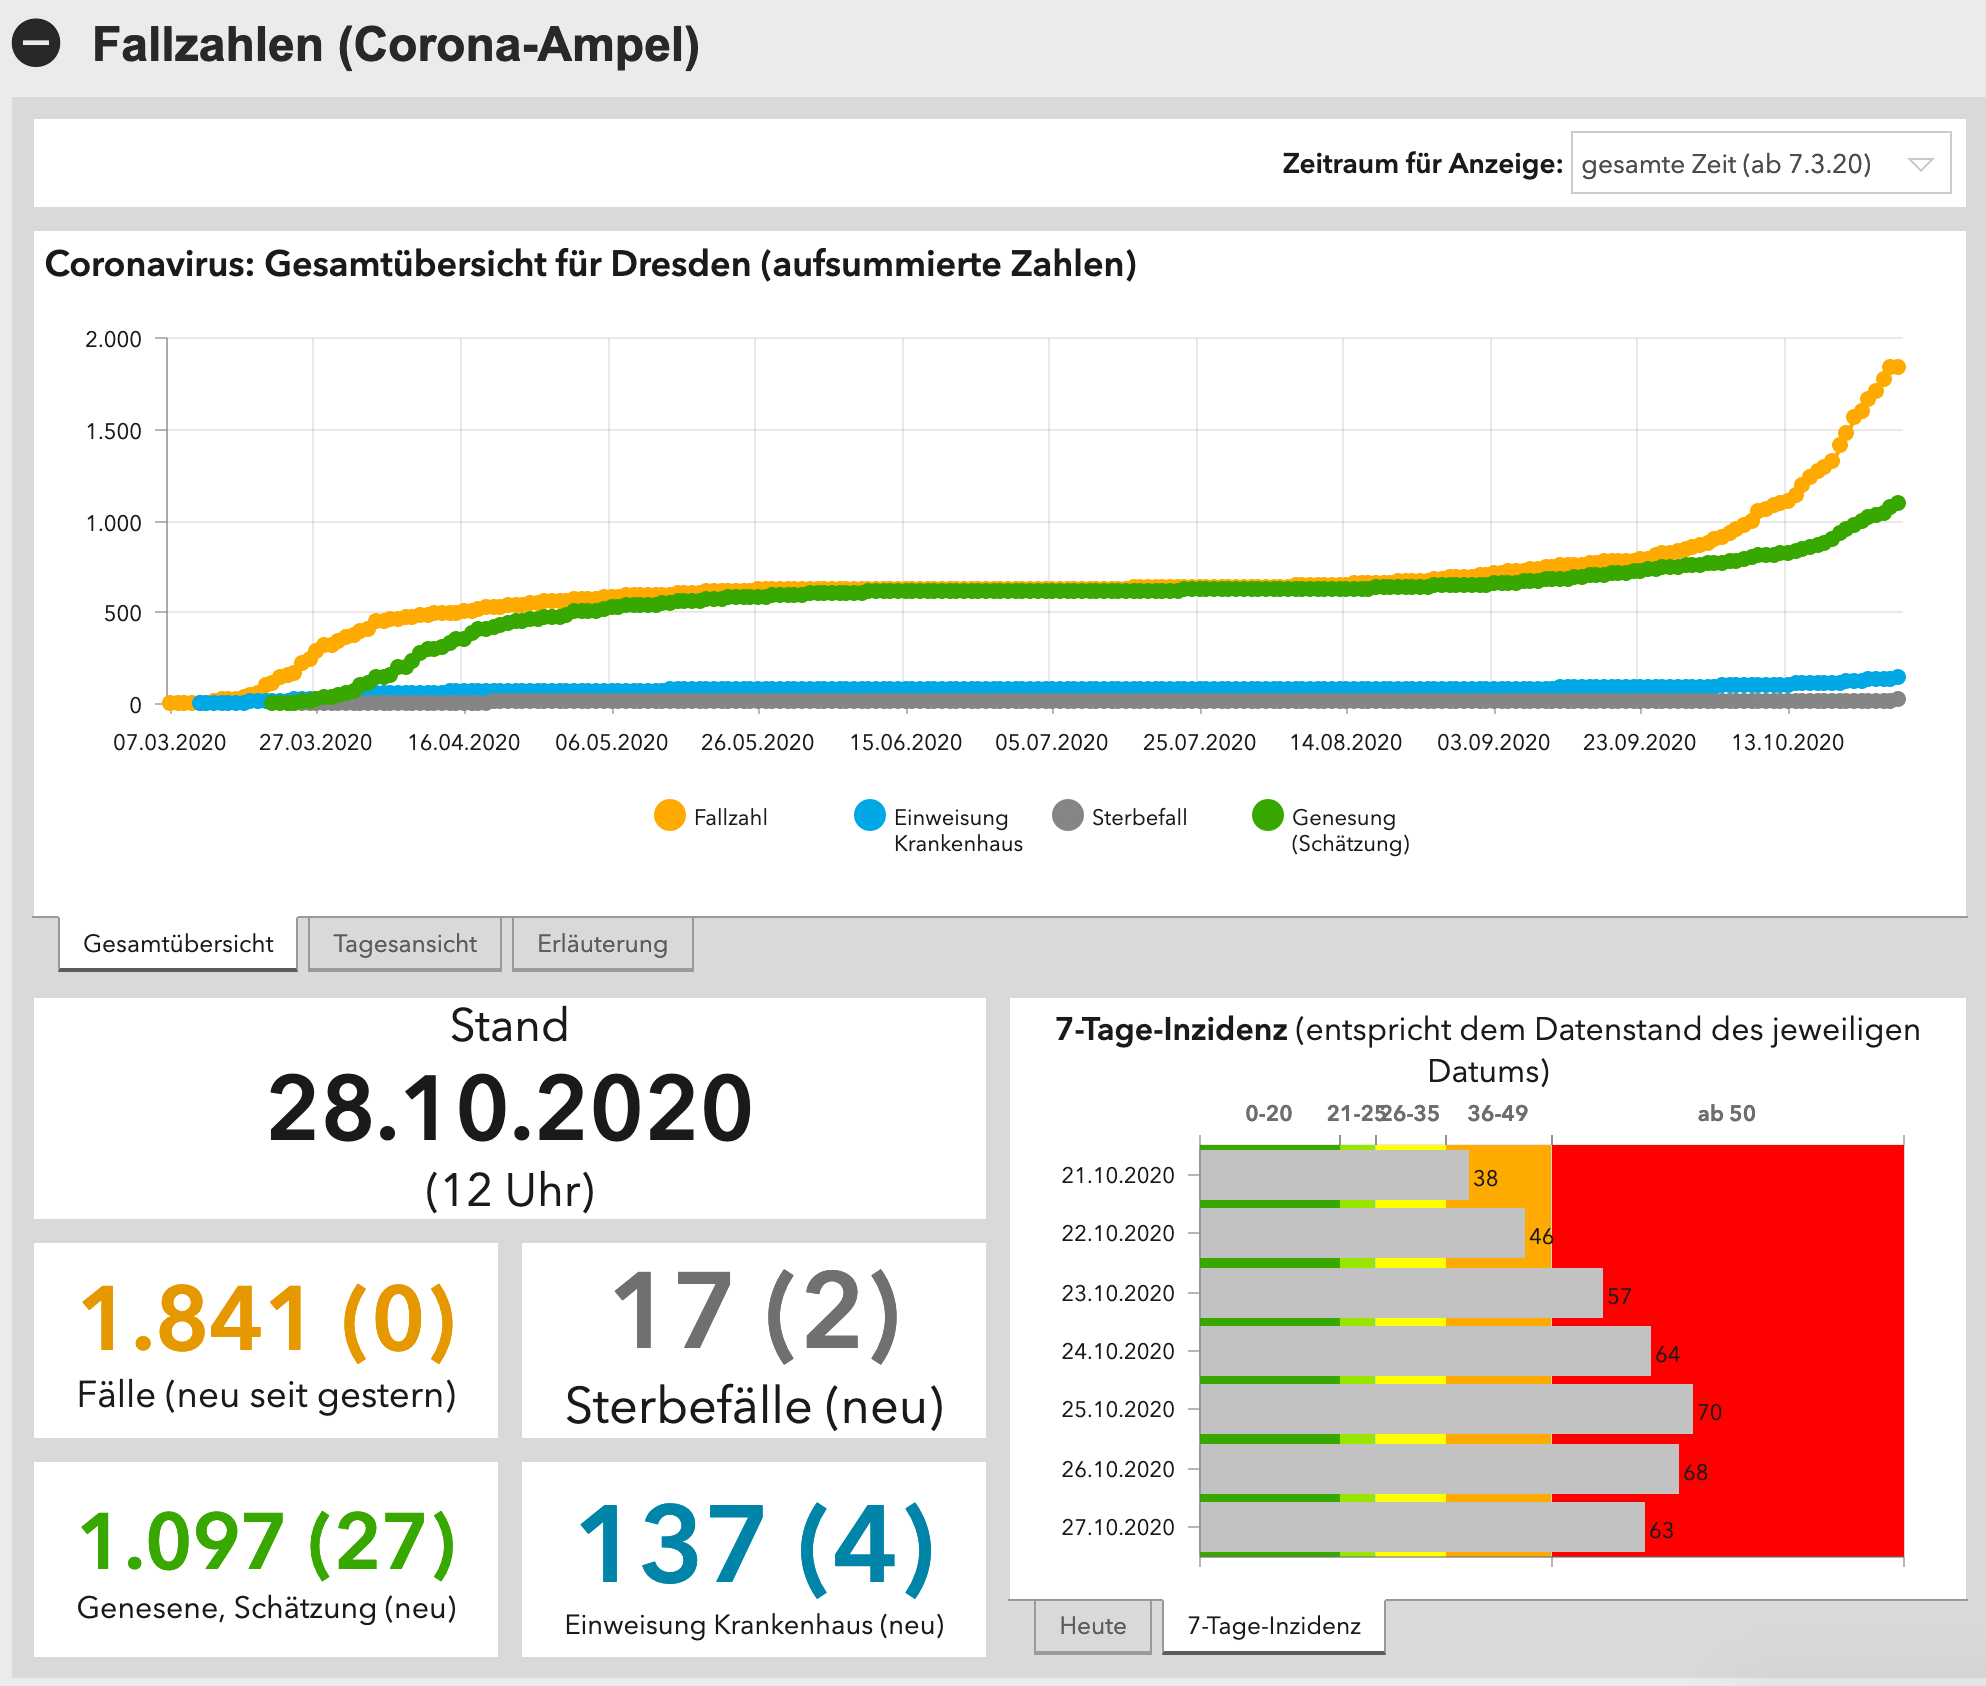 Fallzahlen (Corona-Ampel)
Zeitraum für Anzeige: gesamte Zeit (ab 7.3.20)
Coronavirus: Gesamtübersicht für Dresden (aufsummierte Zahlen)
2.000
1.500
1.000
500
0
07.03.2020 27.03.2020 16.04.2020 06.05.2020 26.05.2020 15.06.2020 05.07.2020 25.07.2020 14.08.2020 03.09.2020 23.09.2020 13.10.2020
Fallzahl
Einweisung
Krankenhaus
Sterbefall
Genesung
(Schätzung)
Gesamtübersicht Tagesansicht Erläuterung
Stand
28.10.2020
(12 Uhr)
1.841 (0)
Fälle (neu seit gestern)
17 (2)
Sterbefälle (neu)
1.097 (27)
Genesene, Schätzung (neu)
137 (4)
Einweisung Krankenhaus (neu)
7-Tage-Inzidenz (entspricht dem Datenstand des jeweiligen
Datums)
0-20 21-25 26-35 36-49 ab 50
21.10.2020 38
22.10.2020 46
23.10.2020 57
24.10.2020 64
25.10.2020 70
26.10.2020 68
27.10.2020 63
Heute 7-Tage-Inzidenz